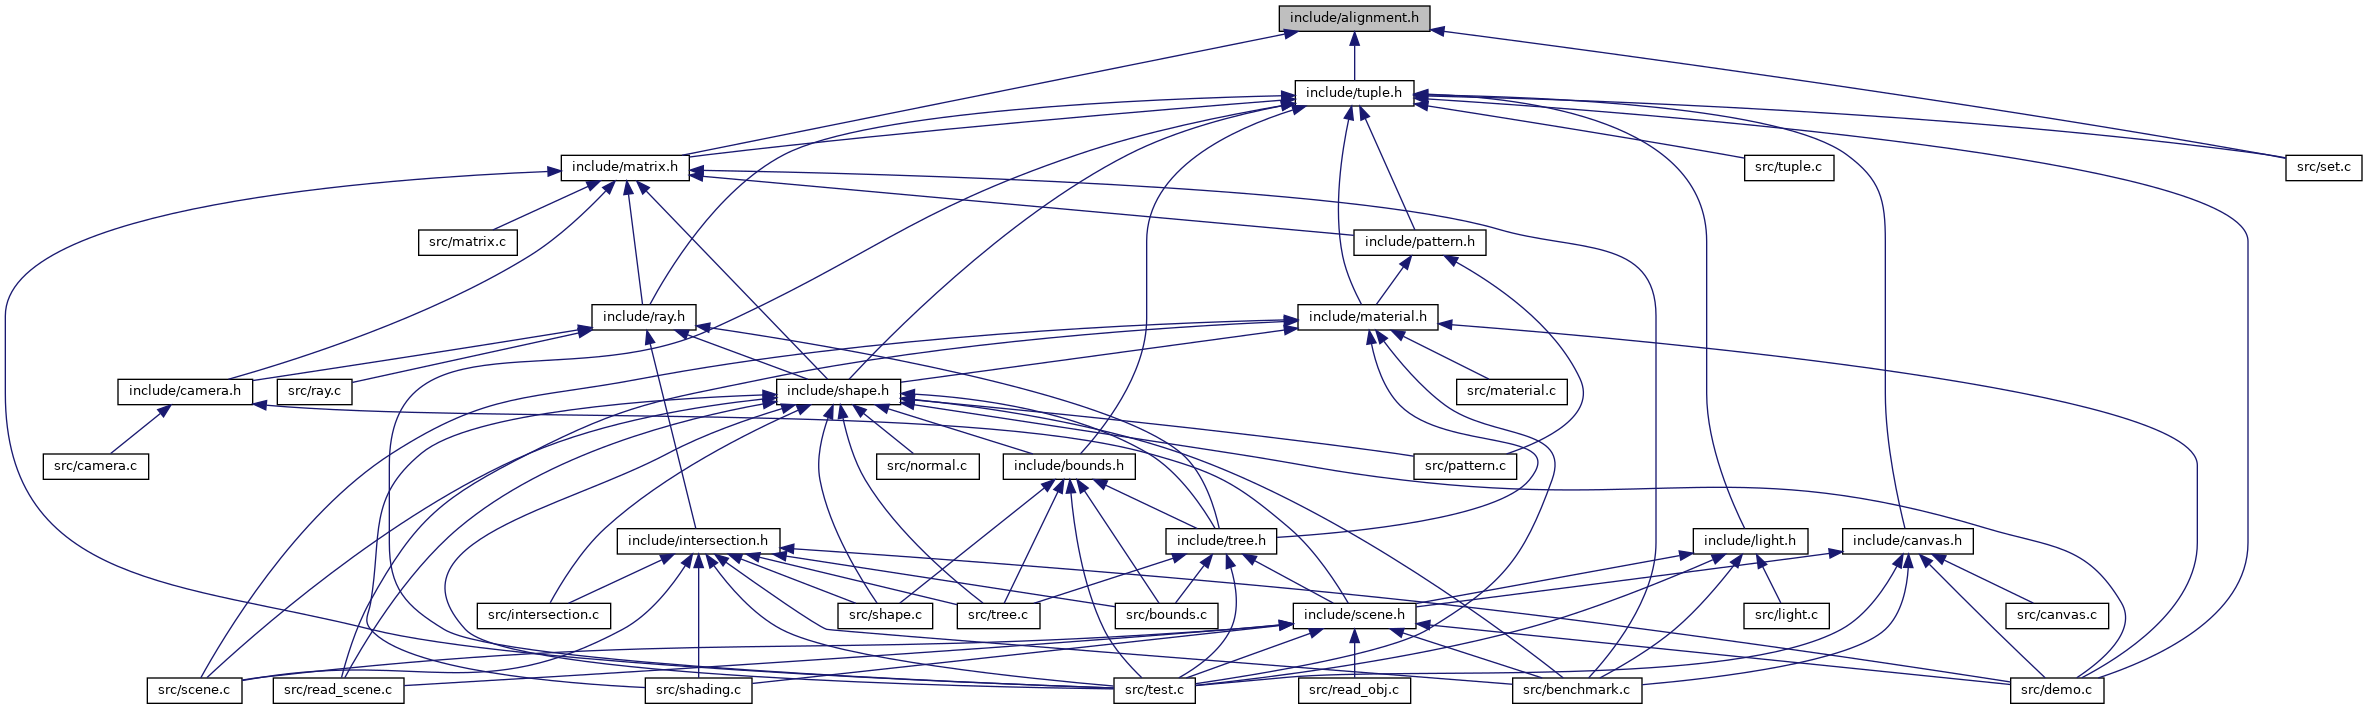 include/alignment.h
include/tuple.h
include/matrix.h
src/tuple.c
src/set.c
src/matrix.c
include/pattern.h
include/ray.h
include/material.h
include/camera.h
src/ray.c
include/shape.h
src/material.c
src/camera.c
src/normal.c
include/bounds.h
src/pattern.c
include/intersection.h
include/tree.h
include/light.h
include/canvas.h
src/intersection.c
src/shape.c
src/tree.c
src/bounds.c
include/scene.h
src/light.c
src/canvas.c
src/scene.c
src/read_scene.c
src/shading.c
src/test.c
src/read_obj.c
src/benchmark.c
src/demo.c